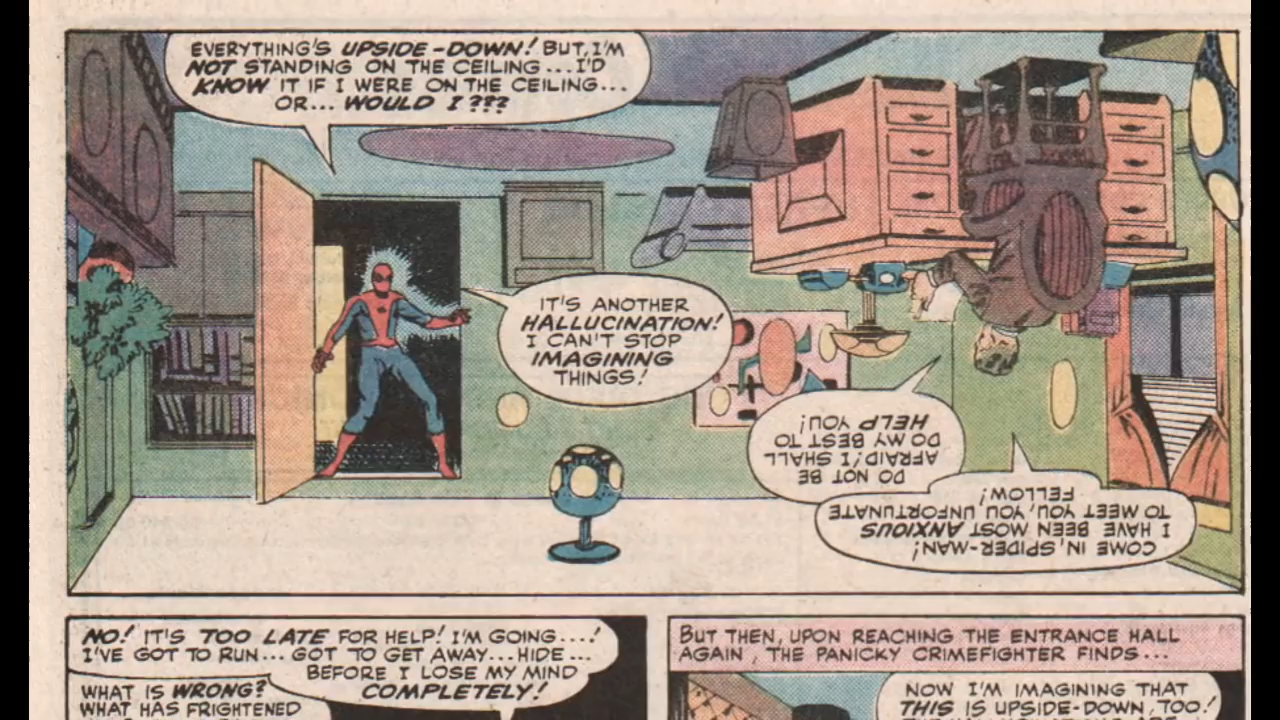 EVERYTHING'S UPSIDE-DOWN! BUT, I'M
NOT STANDING ON THE CEILING...I'D
KNOW IT IF I WERE ON THE CEILING...
OR... WOULD I???
IT'S ANOTHER
HALLUCINATION!
I CAN'T STOP
IMAGINING
THINGS!
COME IN, SPIDER-MAN!
I HAVE BEEN MOST ANXIOUS
TO MEET YOU, YOU UNFORTUNATE
FELLOW!
DO NOT BE
AFRAID! I SHALL
DO MY BEST TO
HELP YOU!
NO! IT'S TOO LATE FOR HELP! I'M GOING....!
I'VE GOT TO RUN... GOT TO GET AWAY...HIDE...
BEFORE I LOSE MY MIND
COMPLETELY!
WHAT IS WRONG?
WHAT HAS FRIGHTENED
BUT THEN, UPON REACHING THE ENTRANCE HALL
AGAIN, THE PANICKY CRIMEFIGHTER FINDS...
NOW I'M IMAGINING THAT
THIS IS UPSIDE-DOWN, TOO!